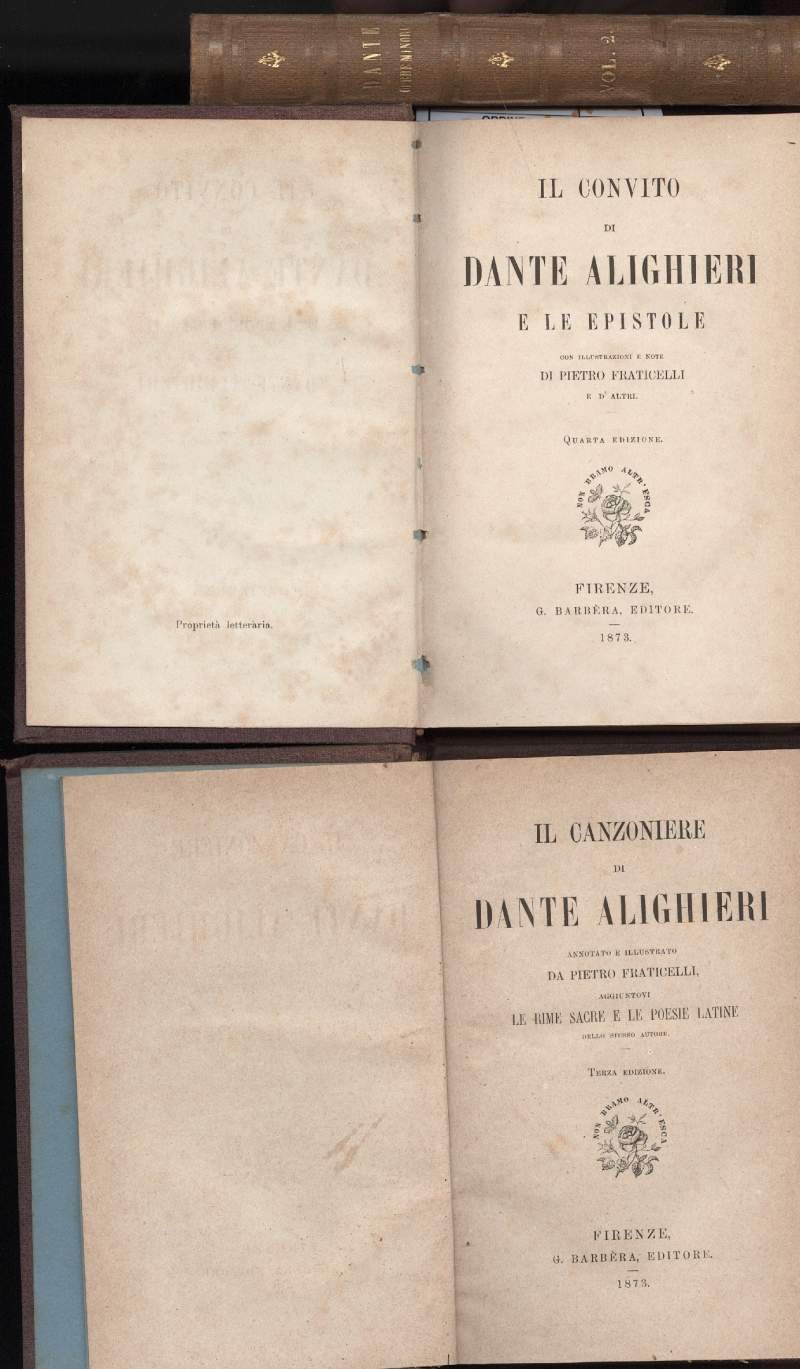 DANTE
OPERE MINORI
VOL. 2.
IL CONVITO
DI
DANTE ALIGHIERI
E LE EPISTOLE
CON ILLUSTRAZIONI E NOTE
DI PIETRO FRATICELLI
E D' ALTRI.
QUARTA EDIZIONE.
NON BRAMO ALTR' ESCA
FIRENZE,
G. BARBÈRA, EDITORE.
1873.
Proprietà letteraria.
IL CANZONIERE
DI
DANTE ALIGHIERI
ANNOTATO E ILLUSTRATO
DA PIETRO FRATICELLI,
AGGIUNTOVI
LE RIME SACRE E LE POESIE LATINE
DELLO STESSO AUTORE.
TERZA EDIZIONE.
NON BRAMO ALTR' ESCA
FIRENZE,
G. BARBÈRA, EDITORE.
1873.